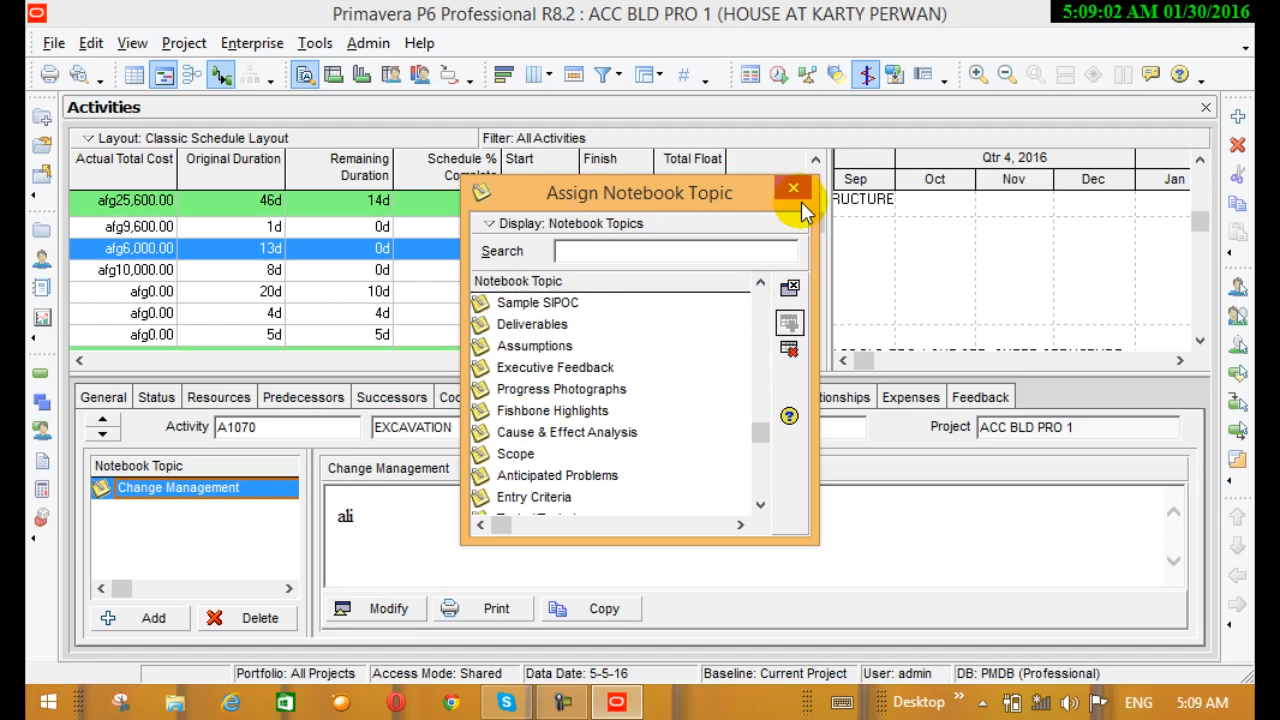 Primavera P6 Professional R8.2 : ACC BLD PRO 1 (HOUSE AT KARTY PERWAN)
5:09:02 AM 01/30/2016
File Edit View Project Enterprise Tools Admin Help
Activities
Layout: Classic Schedule Layout
Filter: All Activities
Actual Total Cost
Original Duration
Remaining Duration
Schedule %
Start
Finish
Total Float
Qtr 4, 2016
Sep Oct Nov Dec Jan
afg25,600.00 46d 14d
RUCTURE
afg9,600.00 1d 0d
afg6,000.00 13d 0d
afg10,000.00 8d 0d
afg0.00 20d 10d
afg0.00 4d 4d
afg0.00 5d 5d
Assign Notebook Topic
Display: Notebook Topics
Search
Notebook Topic
Sample SIPOC
Deliverables
Assumptions
Executive Feedback
Progress Photographs
Fishbone Highlights
Cause & Effect Analysis
Scope
Anticipated Problems
Entry Criteria
General Status Resources Predecessors Successors Co
ionships Expenses Feedback
Activity A1070 EXCAVATION
Project ACC BLD PRO 1
Notebook Topic
Change Management
Change Management
ali
Add Delete
Modify Print Copy
Portfolio: All Projects Access Mode: Shared Data Date: 5-5-16 Baseline: Current Project User: admin DB: PMDB (Professional)
Desktop ENG 5:09 AM